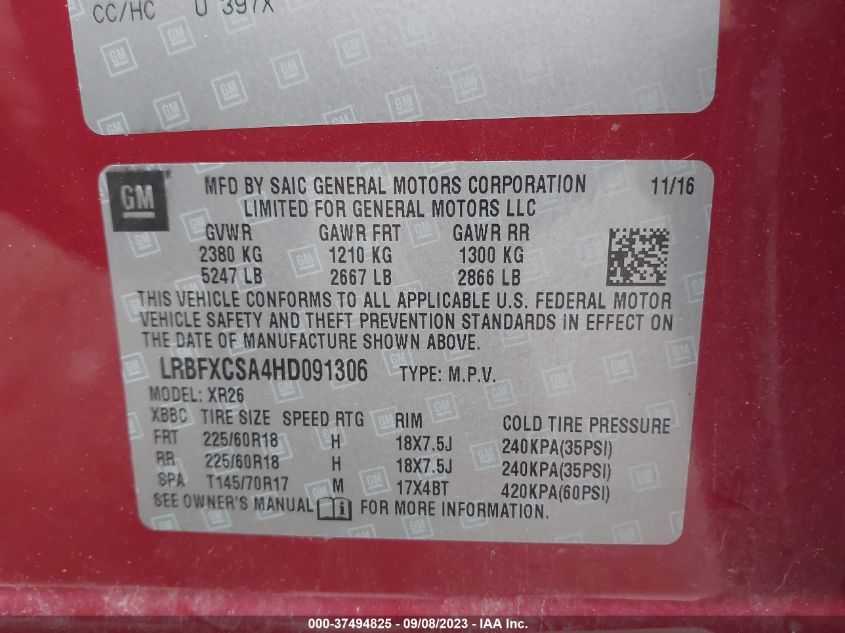 CC/HC U 397X
GM MFD BY SAIC GENERAL MOTORS CORPORATION 11/16
LIMITED FOR GENERAL MOTORS LLC
GVWR GAWR FRT GAWR RR
2380 KG 1210 KG 1300 KG
5247 LB 2667 LB 2866 LB
THIS VEHICLE CONFORMS TO ALL APPLICABLE U.S. FEDERAL MOTOR
VEHICLE SAFETY AND THEFT PREVENTION STANDARDS IN EFFECT ON
THE DATE OF MANUFACTURE SHOWN ABOVE.
LRBFXCSA4HD091306 TYPE: M.P.V.
MODEL: XR26
XBBC TIRE SIZE SPEED RTG RIM COLD TIRE PRESSURE
FRT 225/60R18 H 18X7.5J 240KPA(35PSI)
RR 225/60R18 H 18X7.5J 240KPA(35PSI)
SPA T145/70R17 M 17X4BT 420KPA(60PSI)
SEE OWNER'S MANUAL i FOR MORE INFORMATION.
000-37494825 - 09/08/2023 - IAA Inc.